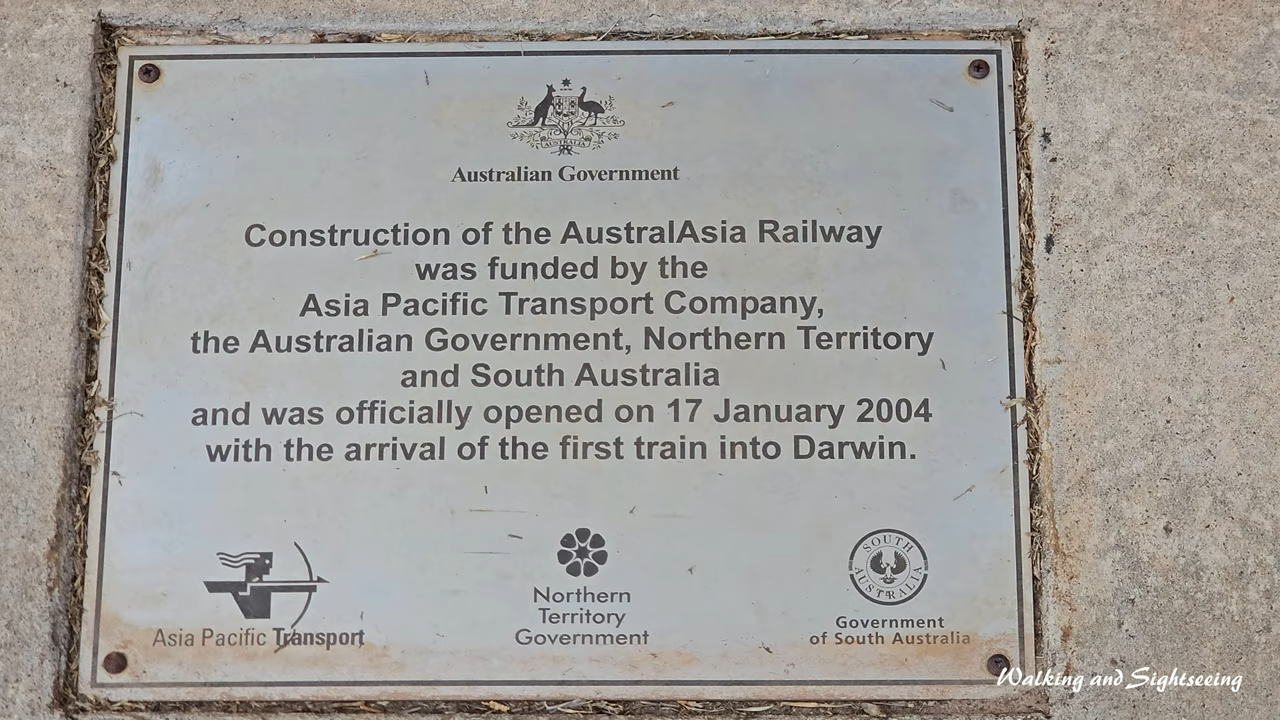 AUSTRALIA
Australian Government
Construction of the AustralAsia Railway
was funded by the
Asia Pacific Transport Company,
the Australian Government, Northern Territory
and South Australia
and was officially opened on 17 January 2004
with the arrival of the first train into Darwin.
Asia Pacific Transport
Northern
Territory
Government
SOUTH
AUSTRALIA
Government
of South Australia
Walking and Sightseeing